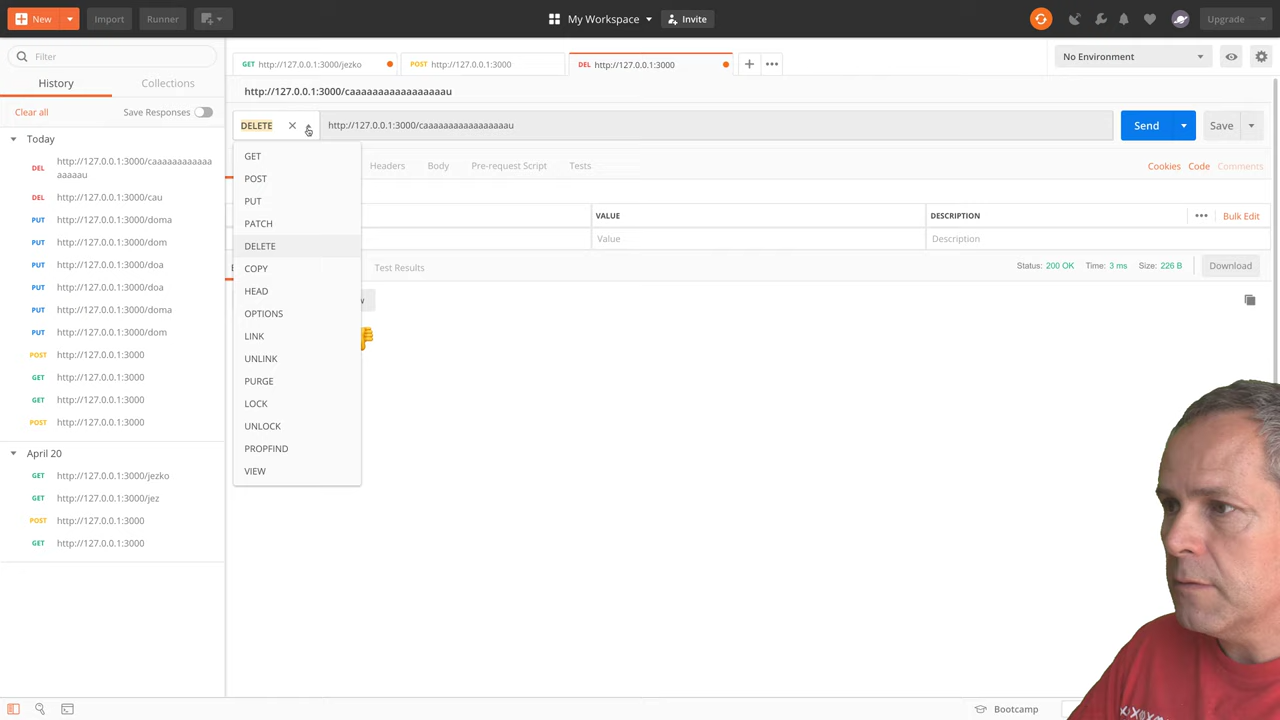 New
Import
Runner
My Workspace
Invite
Upgrade
Filter
History
Collections
Clear all
Save Responses
Today
DEL http://127.0.0.1:3000/caaaaaaaaaaaa
aaaaau
DEL http://127.0.0.1:3000/cau
PUT http://127.0.0.1:3000/doma
PUT http://127.0.0.1:3000/dom
PUT http://127.0.0.1:3000/doa
PUT http://127.0.0.1:3000/doa
PUT http://127.0.0.1:3000/doma
PUT http://127.0.0.1:3000/dom
POST http://127.0.0.1:3000
GET http://127.0.0.1:3000
GET http://127.0.0.1:3000
POST http://127.0.0.1:3000
April 20
GET http://127.0.0.1:3000/jezko
GET http://127.0.0.1:3000/jez
POST http://127.0.0.1:3000
GET http://127.0.0.1:3000
GET http://127.0.0.1:3000/jezko
POST http://127.0.0.1:3000
DEL http://127.0.0.1:3000
No Environment
http://127.0.0.1:3000/caaaaaaaaaaaaaaaaau
DELETE
http://127.0.0.1:3000/caaaaaaaaaaaaaaaaau
Send
Save
GET
POST
PUT
PATCH
DELETE
COPY
HEAD
OPTIONS
LINK
UNLINK
PURGE
LOCK
UNLOCK
PROPFIND
VIEW
Headers
Body
Pre-request Script
Tests
Cookies
Code
Comments
VALUE
DESCRIPTION
Bulk Edit
Value
Description
Test Results
Status: 200 OK
Time: 3 ms
Size: 226 B
Download
Bootcamp